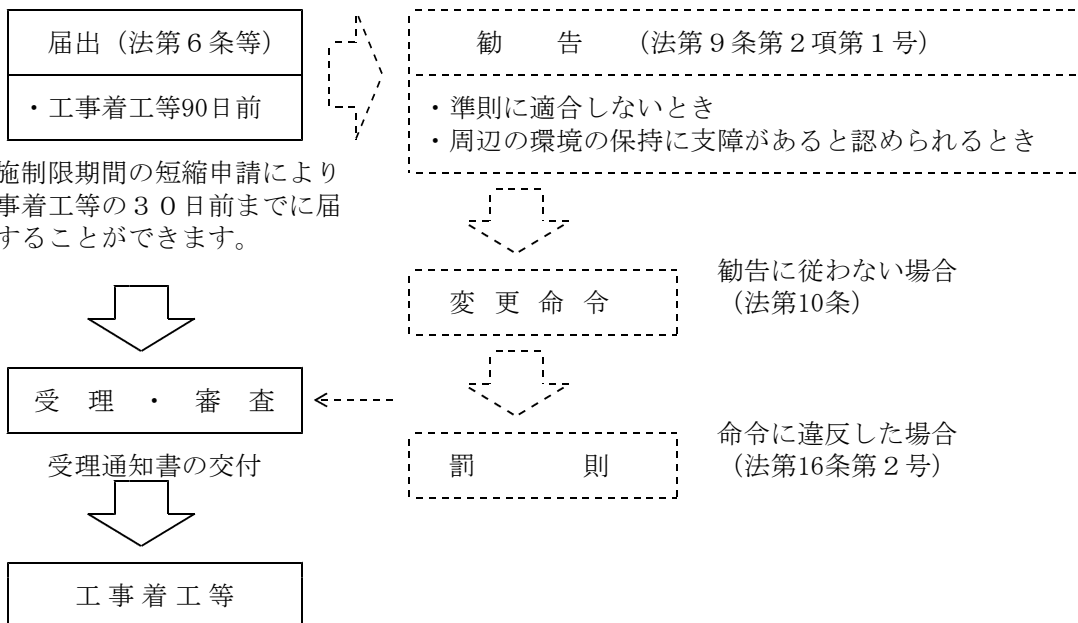 届出（法第６条等）
・工事着工等90日前
施制限期間の短縮申請により
事着工等の３０日前までに届
することができます。
勧　　告　（法第９条第２項第１号）
・準則に適合しないとき
・周辺の環境の保持に支障があると認められるとき
変 更 命 令
勧告に従わない場合
（法第10条）
受　理　・　審　査
受理通知書の交付
罰　　　則
命令に違反した場合
（法第16条第２号）
工 事 着 工 等